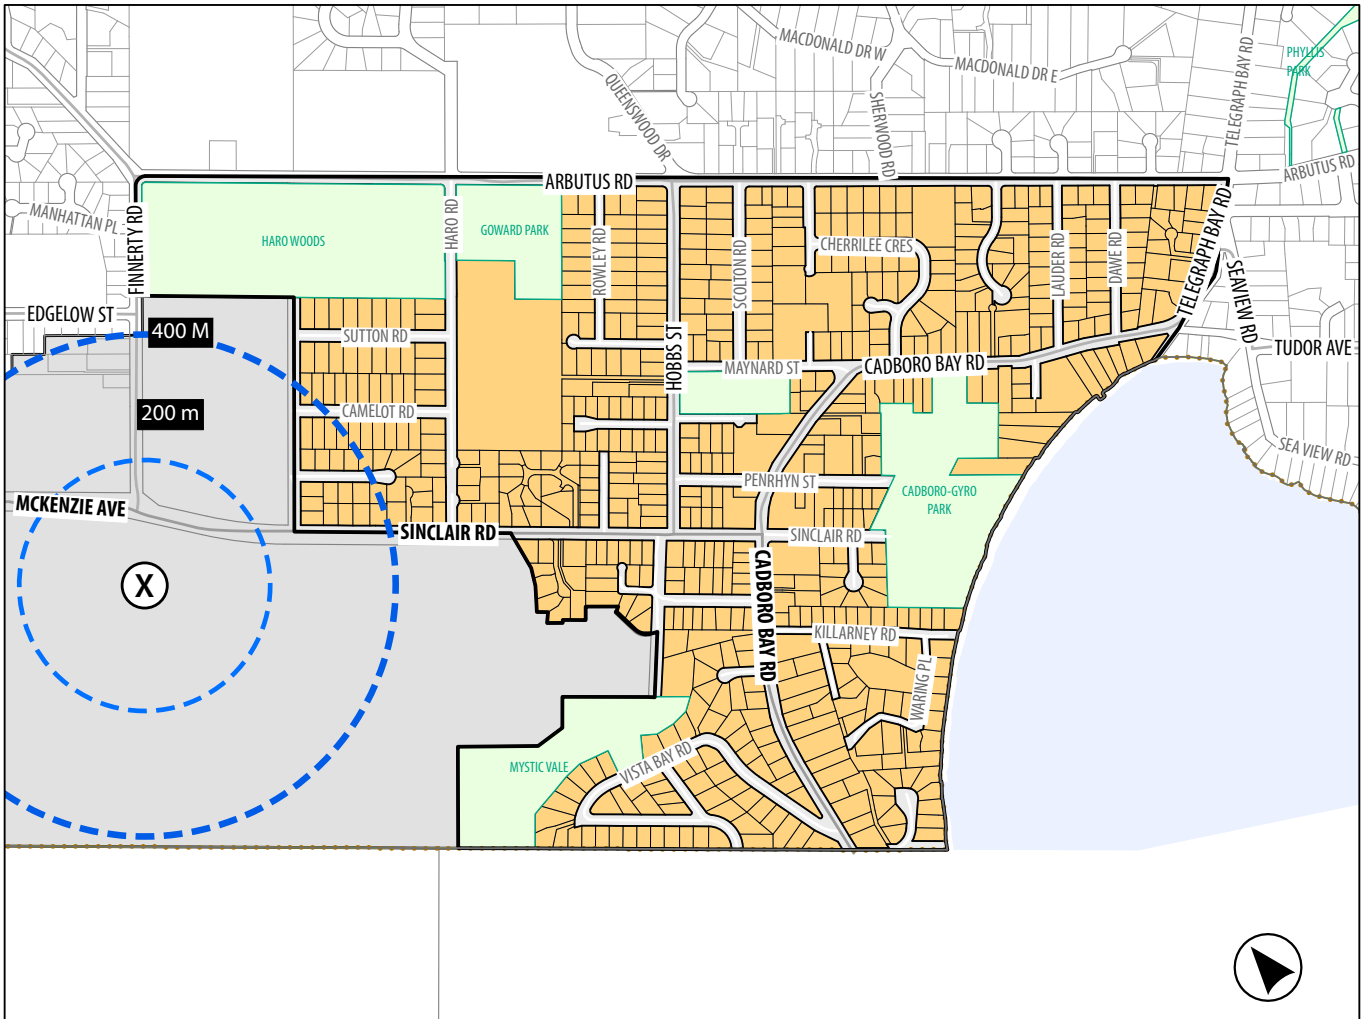 MACDONALD DR W
MACDONALD DR E
TELEGRAPH BAY RD
PHYLLIS
PARK
QUEENSWOOD DR
SHERWOOD RD
ARBUTUS RD
ARBUTUS RD
MANHATTAN PL
FINNERTY RD
HARO WOODS
HARO RD
GOWARD PARK
ROWLEY RD
SCOLTON RD
CHERRILEE CRES
LAUDER RD
DAWE RD
TELEGRAPH BAY RD
SEAVIEW RD
EDGELOW ST
400 M
SUTTON RD
HOBBS ST
MAYNARD ST
CADBORO BAY RD
TUDOR AVE
200 m
CAMELOT RD
SEA VIEW RD
PENRHYN ST
CADBORO-GYRO
PARK
MCKENZIE AVE
SINCLAIR RD
SINCLAIR RD
X
CADBORO BAY RD
KILLARNEY RD
WARING PL
MYSTIC VALE
VISTA BAY RD